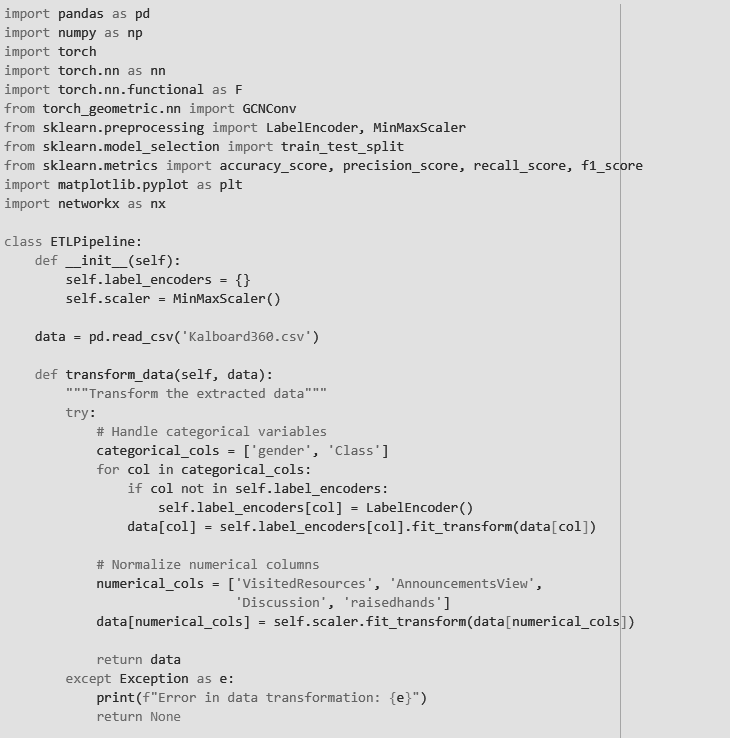 import pandas as pd
import numpy as np
import torch
import torch.nn as nn
import torch.nn.functional as F
from torch_geometric.nn import GCNConv
from sklearn.preprocessing import LabelEncoder, MinMaxScaler
from sklearn.model_selection import train_test_split
from sklearn.metrics import accuracy_score, precision_score, recall_score, f1_score
import matplotlib.pyplot as plt
import networkx as nx

class ETLPipeline:
    def __init__(self):
        self.label_encoders = {}
        self.scaler = MinMaxScaler()

    data = pd.read_csv('Kalboard360.csv')

    def transform_data(self, data):
        """Transform the extracted data"""
        try:
            # Handle categorical variables
            categorical_cols = ['gender', 'Class']
            for col in categorical_cols:
                if col not in self.label_encoders:
                    self.label_encoders[col] = LabelEncoder()
                data[col] = self.label_encoders[col].fit_transform(data[col])

            # Normalize numerical columns
            numerical_cols = ['VisitedResources', 'AnnouncementsView',
                              'Discussion', 'raisedhands']
            data[numerical_cols] = self.scaler.fit_transform(data[numerical_cols])

            return data
        except Exception as e:
            print(f"Error in data transformation: {e}")
            return None